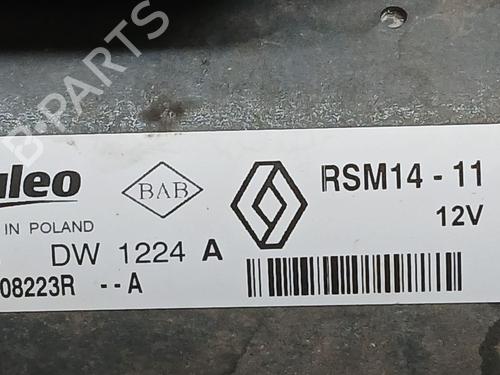 B-PARTS
aleo
BAB
RSM14 - 11
IN POLAND
12V
DW 1224 A
08223R --A